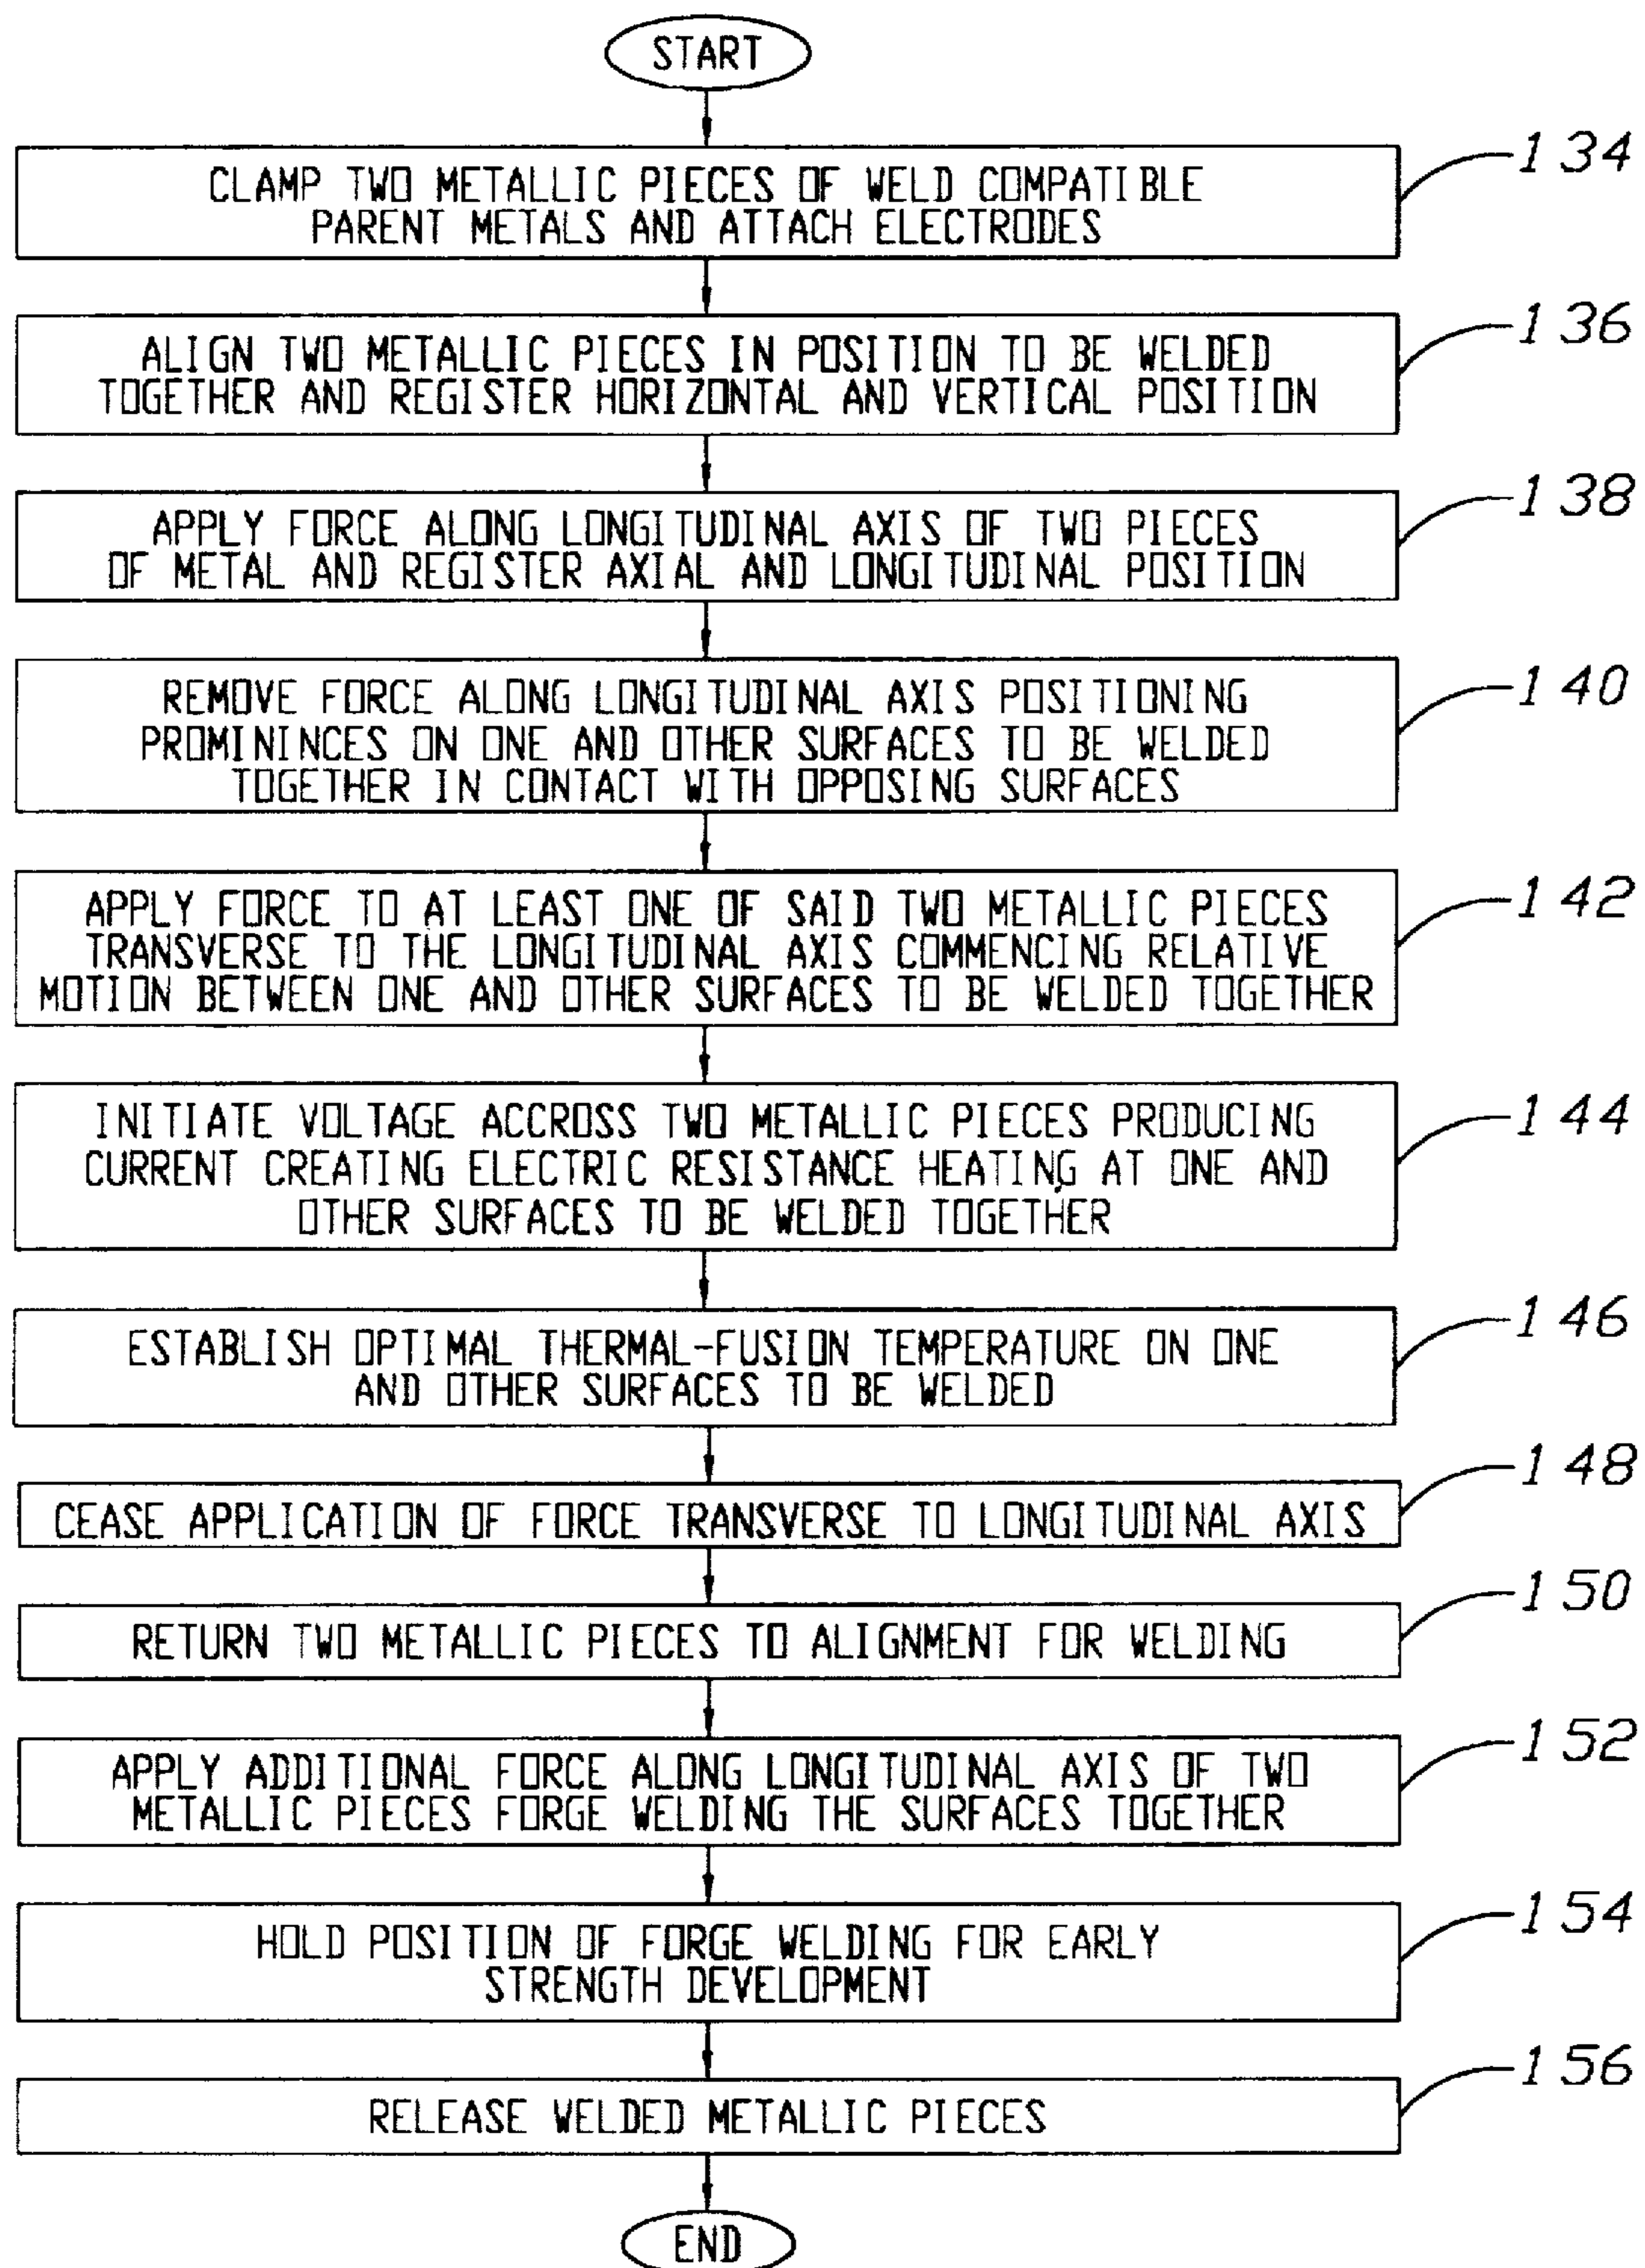 START
CLAMP TWO METALLIC PIECES OF WELD COMPATIBLE
PARENT METALS AND ATTACH ELECTRODES
134
ALIGN TWO METALLIC PIECES IN POSITION TO BE WELDED
TOGETHER AND REGISTER HORIZONTAL AND VERTICAL POSITION
136
APPLY FORCE ALONG LONGITUDINAL AXIS OF TWO PIECES
OF METAL AND REGISTER AXIAL AND LONGITUDINAL POSITION
138
REMOVE FORCE ALONG LONGITUDINAL AXIS POSITIONING
PROMININCES ON ONE AND OTHER SURFACES TO BE WELDED
TOGETHER IN CONTACT WITH OPPOSING SURFACES
140
APPLY FORCE TO AT LEAST ONE OF SAID TWO METALLIC PIECES
TRANSVERSE TO THE LONGITUDINAL AXIS COMMENCING RELATIVE
MOTION BETWEEN ONE AND OTHER SURFACES TO BE WELDED TOGETHER
142
INITIATE VOLTAGE ACCROSS TWO METALLIC PIECES PRODUCING
CURRENT CREATING ELECTRIC RESISTANCE HEATING AT ONE AND
OTHER SURFACES TO BE WELDED TOGETHER
144
ESTABLISH OPTIMAL THERMAL-FUSION TEMPERATURE ON ONE
AND OTHER SURFACES TO BE WELDED
146
CEASE APPLICATION OF FORCE TRANSVERSE TO LONGITUDINAL AXIS
148
RETURN TWO METALLIC PIECES TO ALIGNMENT FOR WELDING
150
APPLY ADDITIONAL FORCE ALONG LONGITUDINAL AXIS OF TWO
METALLIC PIECES FORGE WELDING THE SURFACES TOGETHER
152
HOLD POSITION OF FORGE WELDING FOR EARLY
STRENGTH DEVELOPMENT
154
RELEASE WELDED METALLIC PIECES
156
END